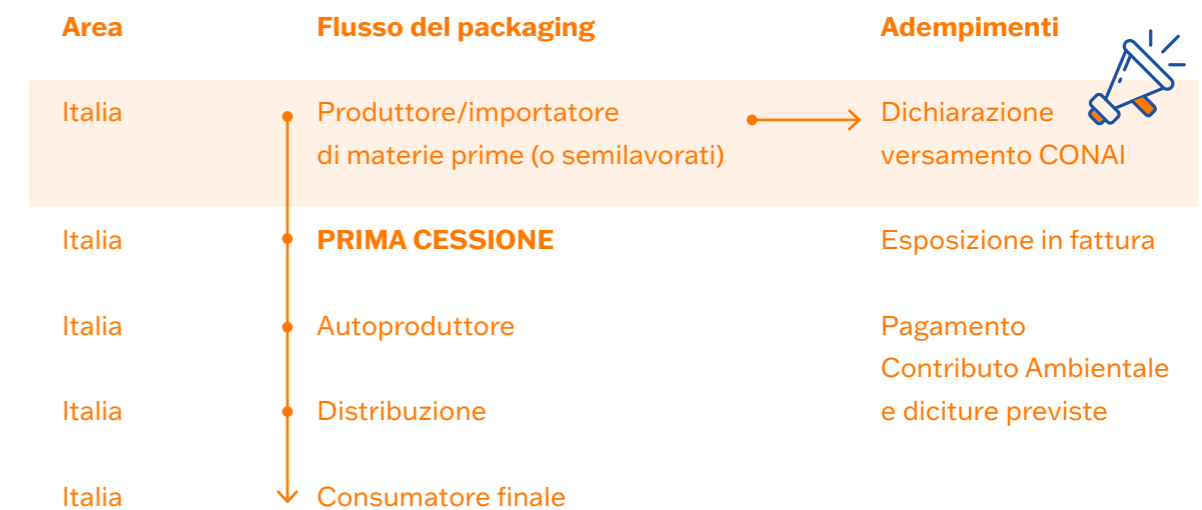 Area Flusso del packaging Adempimenti
Italia Produttore/importatore Dichiarazione
di materie prime (o semilavorati) versamento CONAI
Italia PRIMA CESSIONE Esposizione in fattura
Italia Autoproduttore Pagamento
Contributo Ambientale
Italia Distribuzione e diciture previste
Italia Consumatore finale